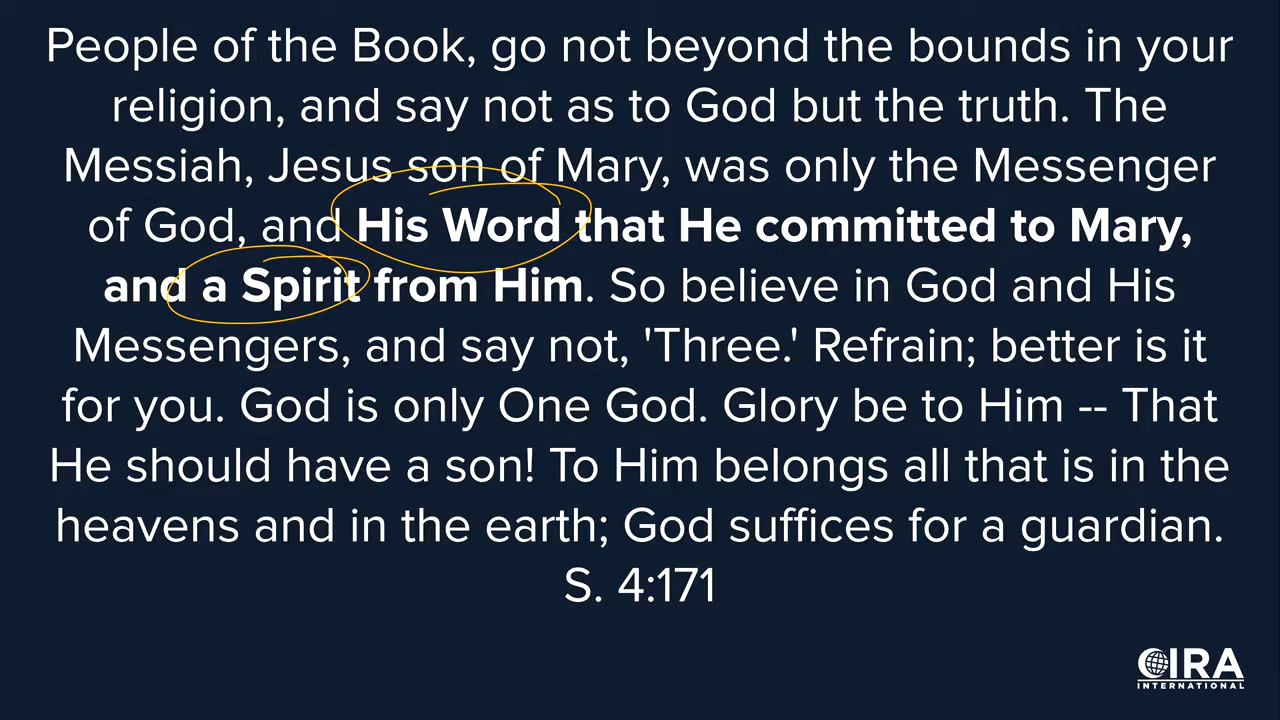 People of the Book, go not beyond the bounds in your
religion, and say not as to God but the truth. The
Messiah, Jesus son of Mary, was only the Messenger
of God, and His Word that He committed to Mary,
and a Spirit from Him. So believe in God and His
Messengers, and say not, 'Three.' Refrain; better is it
for you. God is only One God. Glory be to Him -- That
He should have a son! To Him belongs all that is in the
heavens and in the earth; God suffices for a guardian.
S. 4:171
CIRA
INTERNATIONAL